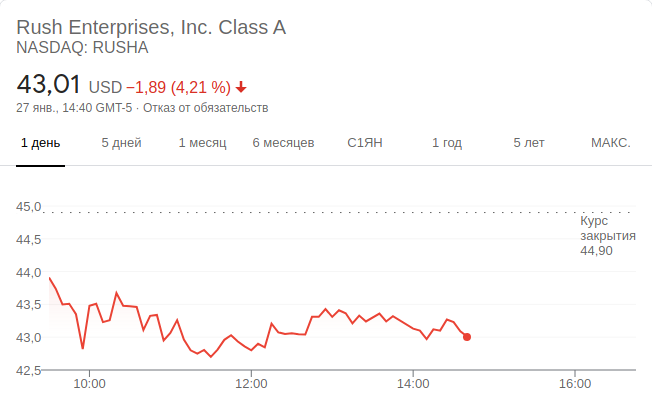 Rush Enterprises, Inc. Class A
NASDAQ: RUSHA
43,01 USD −1,89 (4,21 %)
27 янв., 14:40 GMT-5 · Отказ от обязательств
1 день 5 дней 1 месяц 6 месяцев С1ЯН 1 год 5 лет МАКС.
45,0
Курс
закрытия
44,90
44,5
44,0
43,5
43,0
42,5
10:00 12:00 14:00 16:00